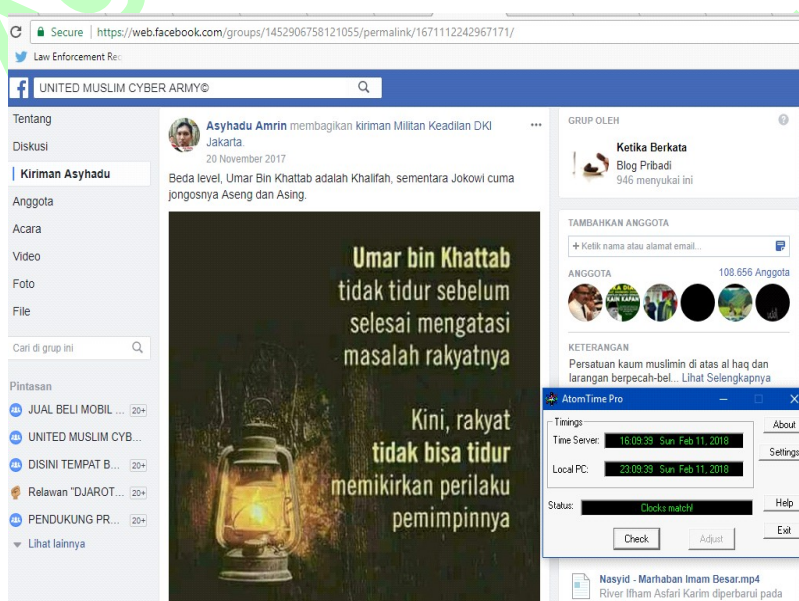 Secure | https://web.facebook.com/groups/1452906758121055/permalink/1671112242967171/
Law Enforcement Rec
UNITED MUSLIM CYBER ARMY©
Tentang
Diskusi
Kiriman Asyhadu
Anggota
Acara
Video
Foto
File
Cari di grup ini
Pintasan
JUAL BELI MOBIL ... 20+
UNITED MUSLIM CYB...
DISINI TEMPAT B... 20+
Relawan "DJAROT... 20+
PENDUKUNG PR... 20+
Lihat lainnya
Asyhadu Amrin membagikan kiriman Militan Keadilan DKI
Jakarta.
20 November 2017
Beda level, Umar Bin Khattab adalah Khalifah, sementara Jokowi cuma
jongosnya Aseng dan Asing.
Umar bin Khattab
tidak tidur sebelum
selesai mengatasi
masalah rakyatnya
Kini, rakyat
tidak bisa tidur
memikirkan perilaku
pemimpinnya
GRUP OLEH
Ketika Berkata
Blog Pribadi
946 menyukai ini
TAMBAHKAN ANGGOTA
+ Ketik nama atau alamat email...
ANGGOTA 108.656 Anggota
KAIN KAFAN
KETERANGAN
Persatuan kaum muslimin di atas al haq dan
larangan berpecah-bel... Lihat Selengkapnya
AtomTime Pro
Timings
Time Server: 16:09:39 Sun Feb 11, 2018
Local PC: 23:09:39 Sun Feb 11, 2018
Status: Clocks match!
Check
Adjust
About
Settings
Help
Exit
Nasyid - Marhaban Imam Besar.mp4
River Ifham Asfari Karim diperbarui pada